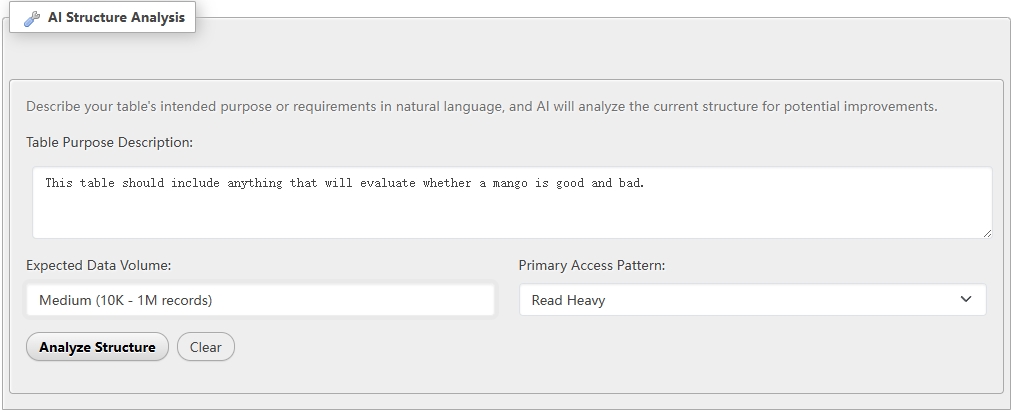 AI Structure Analysis
Describe your table's intended purpose or requirements in natural language, and AI will analyze the current structure for potential improvements.
Table Purpose Description:
This table should include anything that will evaluate whether a mango is good and bad.
Expected Data Volume:
Primary Access Pattern:
Medium (10K - 1M records)
Read Heavy
Analyze Structure
Clear